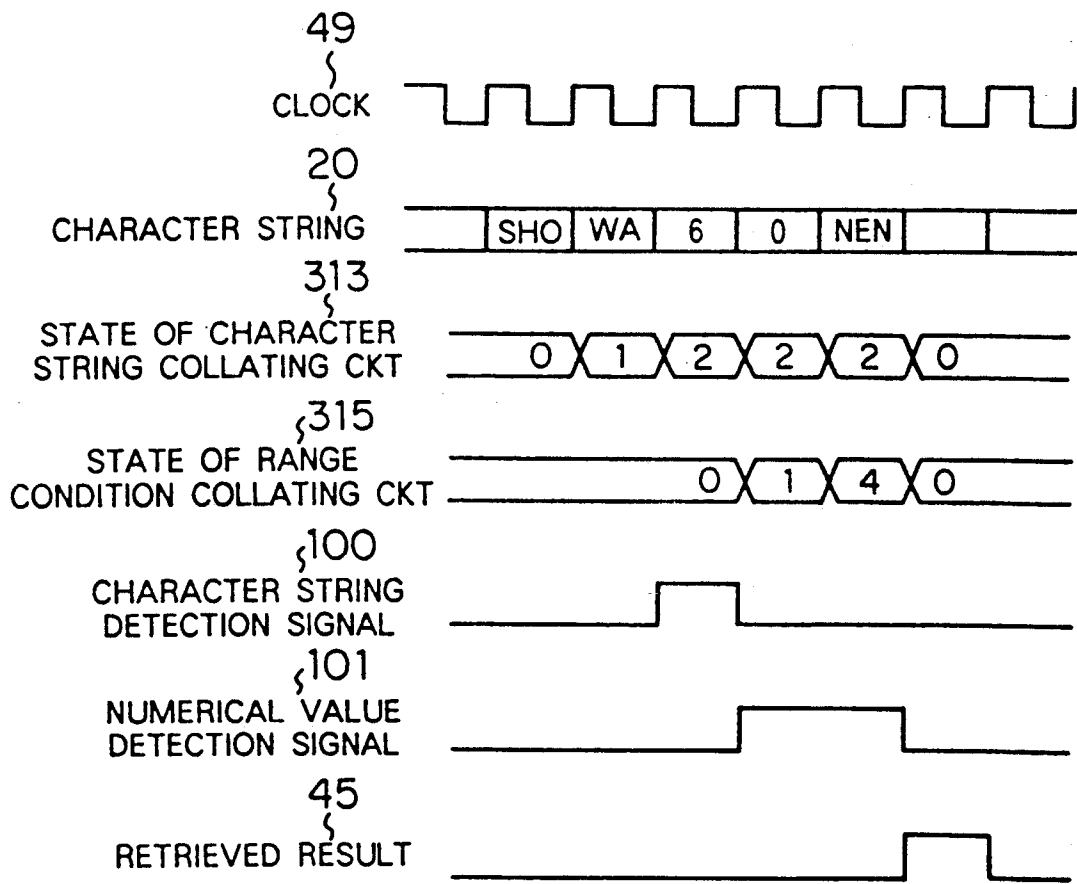 49
CLOCK
20
CHARACTER STRING
SHO WA 6 0 NEN
313
STATE OF CHARACTER
STRING COLLATING CKT
0 1 2 2 2 0
315
STATE OF RANGE
CONDITION COLLATING CKT
0 1 4 0
100
CHARACTER STRING
DETECTION SIGNAL
101
NUMERICAL VALUE
DETECTION SIGNAL
45
RETRIEVED RESULT